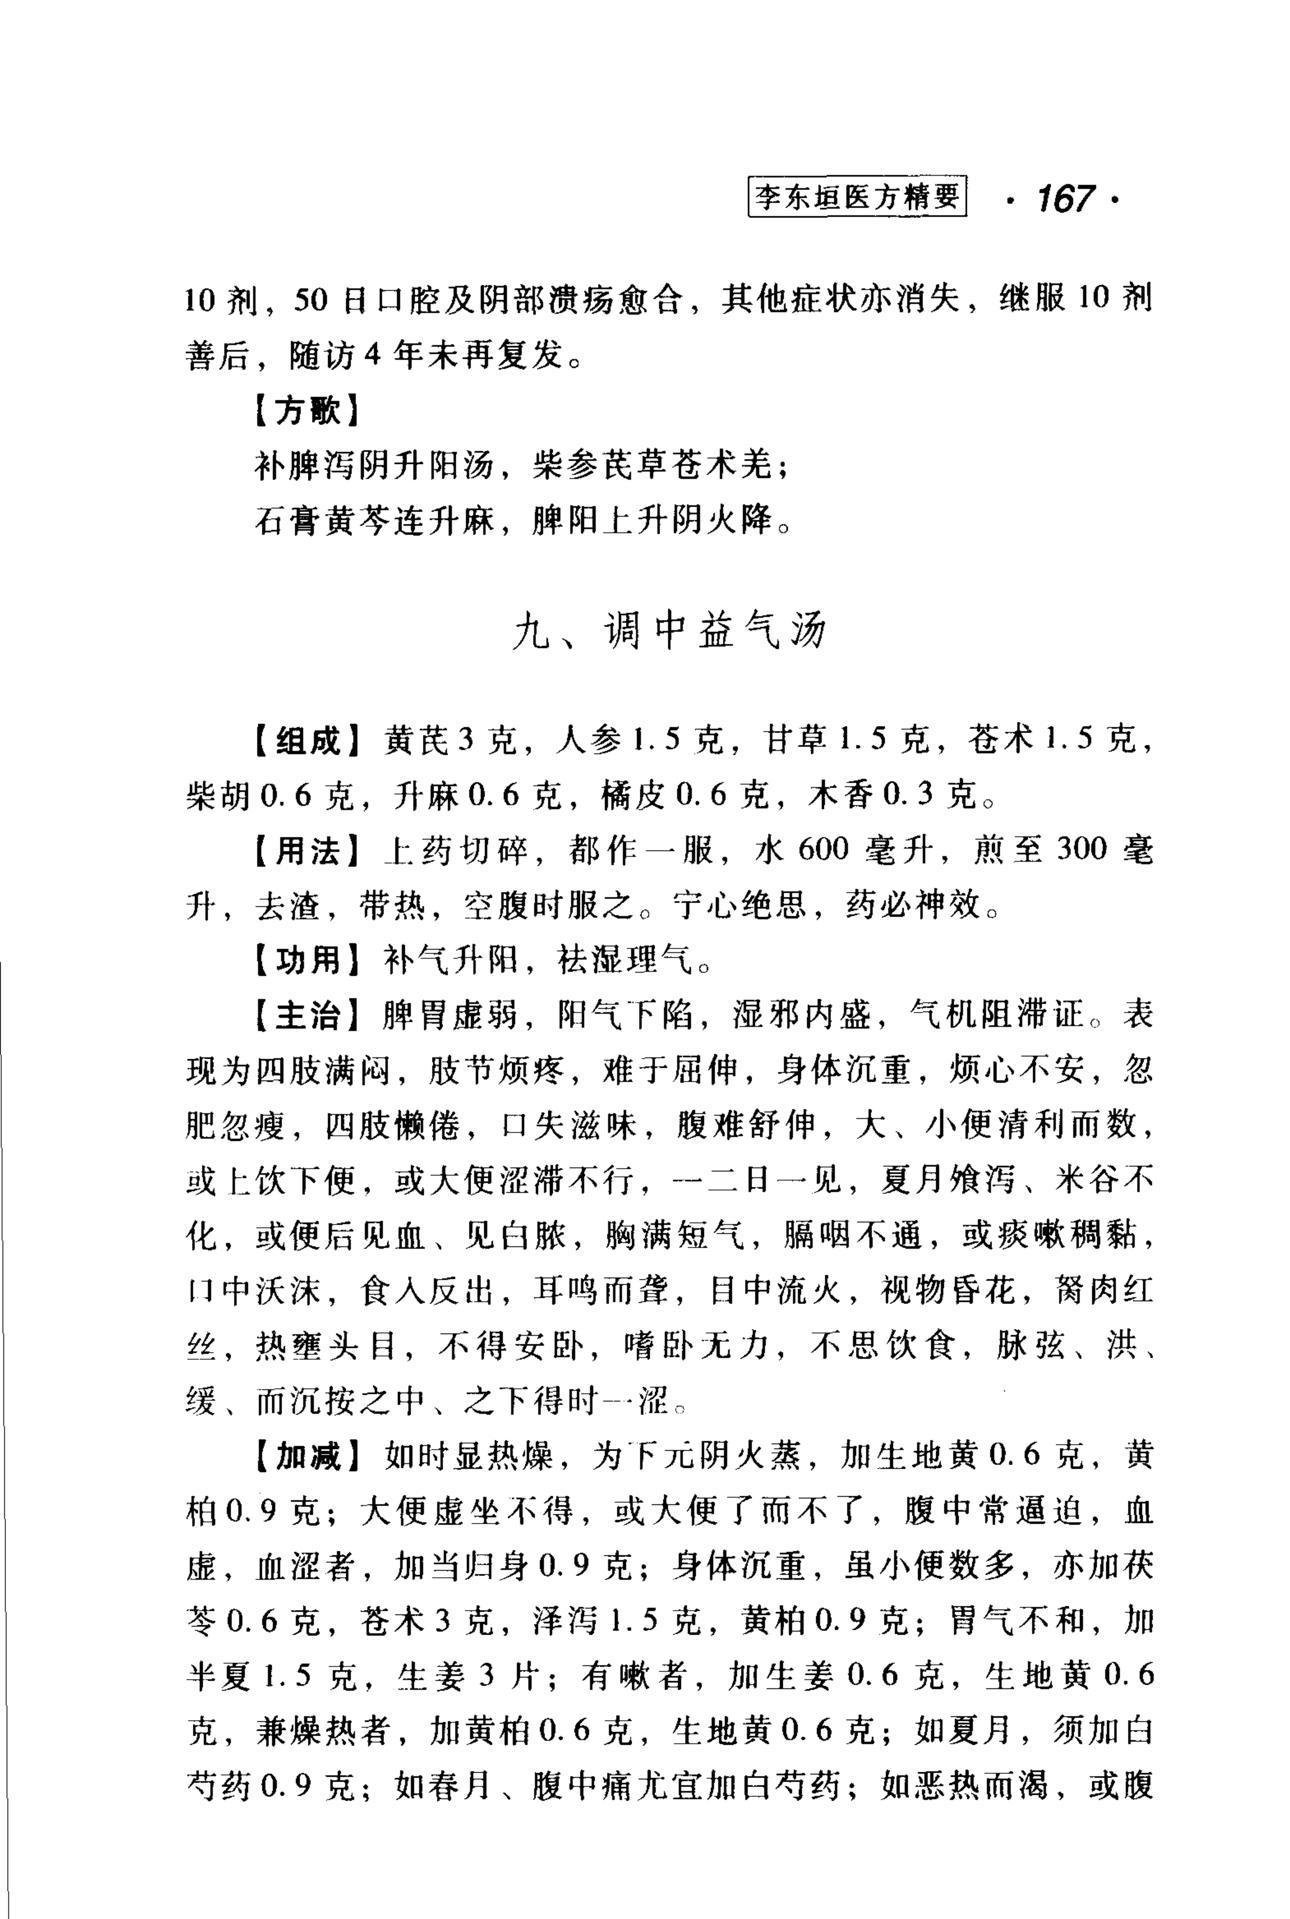 李东垣医方精要 · 167 ·
10 剂，50 日口腔及阴部溃疡愈合，其他症状亦消失，继服 10 剂
善后，随访 4 年未再复发。
【方歌】
补脾泻阴升阳汤，柴参芪草苍术羌；
石膏黄芩连升麻，脾阳上升阴火降。
九、调中益气汤
【组成】 黄芪 3 克，人参 1.5 克，甘草 1.5 克，苍术 1.5 克，
柴胡 0.6 克，升麻 0.6 克，橘皮 0.6 克，木香 0.3 克。
【用法】 上药切碎，都作一服，水 600 毫升，煎至 300 毫
升，去渣，带热，空腹时服之。宁心绝思，药必神效。
【功用】 补气升阳，祛湿理气。
【主治】 脾胃虚弱，阳气下陷，湿邪内盛，气机阻滞证。表
现为四肢满闷，肢节烦疼，难于屈伸，身体沉重，烦心不安，忽
肥忽瘦，四肢懒倦，口失滋味，腹难舒伸，大、小便清利而数，
或上饮下便，或大便涩滞不行，一二日一见，夏月飧泻、米谷不
化，或便后见血、见白脓，胸满短气，膈咽不通，或痰嗽稠黏，
口中沃沫，食入反出，耳鸣而聋，目中流火，视物昏花，胬肉红
丝，热壅头目，不得安卧，嗜卧无力，不思饮食，脉弦、洪、
缓、而沉按之中、之下得时一涩。
【加减】 如时显热燥，为下元阴火蒸，加生地黄 0.6 克，黄
柏 0.9 克；大便虚坐不得，或大便了而不了，腹中常逼迫，血
虚，血涩者，加当归身 0.9 克；身体沉重，虽小便数多，亦加茯
苓 0.6 克，苍术 3 克，泽泻 1.5 克，黄柏 0.9 克；胃气不和，加
半夏 1.5 克，生姜 3 片；有嗽者，加生姜 0.6 克，生地黄 0.6
克，兼燥热者，加黄柏 0.6 克，生地黄 0.6 克；如夏月，须加白
芍药 0.9 克；如春月、腹中痛尤宜加白芍药；如恶热而渴，或腹